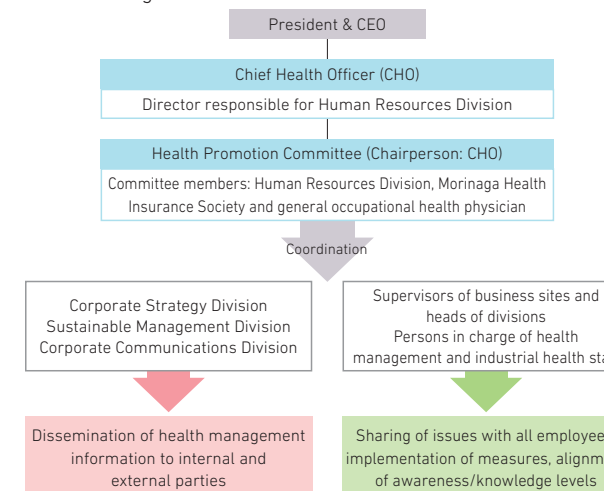 President & CEO
Chief Health Officer (CHO)
Director responsible for Human Resources Division
Health Promotion Committee (Chairperson: CHO)
Committee members: Human Resources Division, Morinaga Health
Insurance Society and general occupational health physician
Coordination
Corporate Strategy Division
Sustainable Management Division
Corporate Communications Division
Supervisors of business sites and
heads of divisions
Persons in charge of health
management and industrial health
Dissemination of health management
information to internal and
external parties
Sharing of issues with all
implementation of measures,
of awareness/knowledge levels